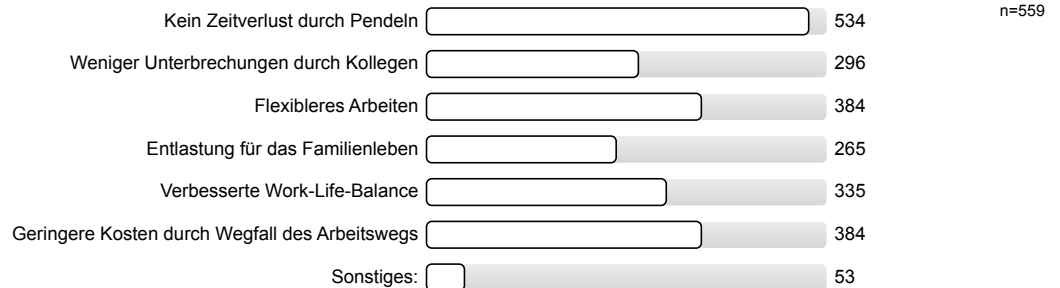 Kein Zeitverlust durch Pendeln 534 n=559
Weniger Unterbrechungen durch Kollegen 296
Flexibleres Arbeiten 384
Entlastung für das Familienleben 265
Verbesserte Work-Life-Balance 335
Geringere Kosten durch Wegfall des Arbeitswegs 384
Sonstiges: 53